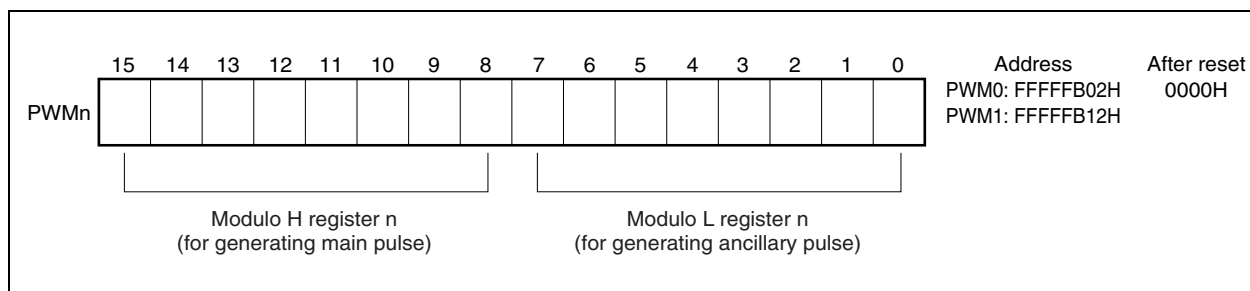 15 14 13 12 11 10 9 8 7 6 5 4 3 2 1 0 Address After reset
PWMn PWM0: FFFFFB02H 0000H
PWM1: FFFFFB12H
Modulo H register n Modulo L register n
(for generating main pulse) (for generating ancillary pulse)